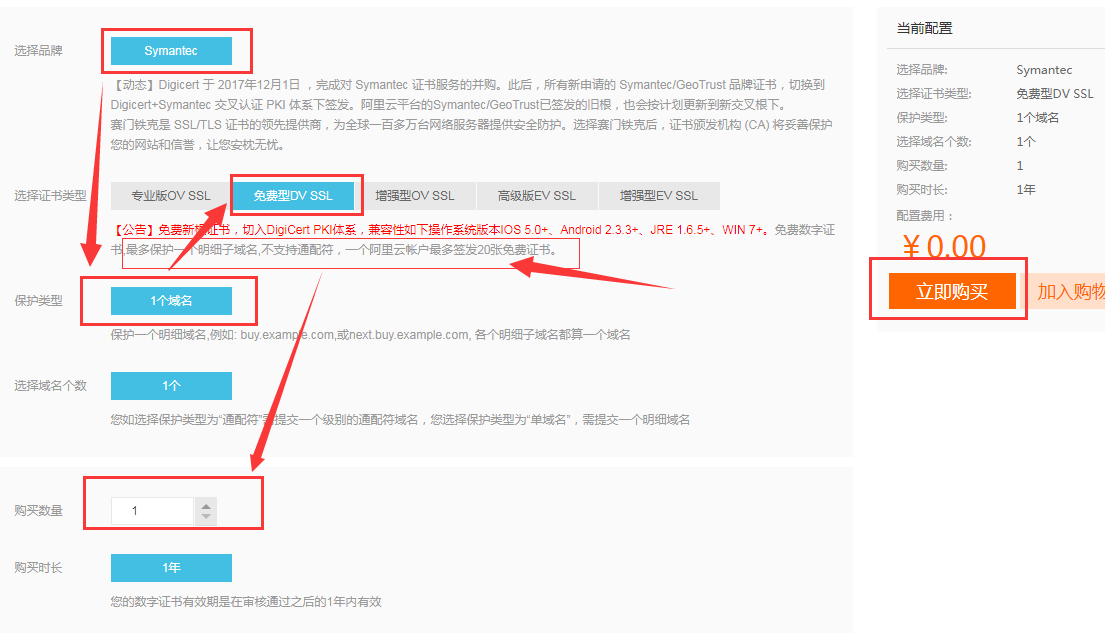 选择品牌
Symantec
【动态】Digicert 于 2017年12月1日 ，完成对 Symantec 证书服务的并购。此后，所有新申请的 Symantec/GeoTrust 品牌证书，切换到
Digicert+Symantec 交叉认证 PKI 体系下签发。阿里云平台的Symantec/GeoTrust已签发的旧根，也会按计划更新到新交叉根下。
赛门铁克是 SSL/TLS 证书的领先提供商，为全球一百多万台网络服务器提供安全防护。选择赛门铁克后，证书颁发机构 (CA) 将妥善保护
您的网站和信誉，让您安枕无忧。
选择证书类型
专业版OV SSL
免费型DV SSL
增强型OV SSL
高级版EV SSL
增强型EV SSL
【公告】免费新根证书，切入DigiCert PKI体系，兼容性如下操作系统版本IOS 5.0+、Android 2.3.3+、JRE 1.6.5+、WIN 7+。免费数字证
书,最多保护一个明细子域名,不支持通配符，一个阿里云帐户最多签发20张免费证书。
保护类型
1个域名
保护一个明细域名,例如: buy.example.com,或next.buy.example.com, 各个明细子域名都算一个域名
选择域名个数
1个
您如选择保护类型为“通配符”需提交一个级别的通配符域名，您选择保护类型为“单域名”，需提交一个明细域名
购买数量
1
购买时长
1年
您的数字证书有效期是在审核通过之后的1年内有效
当前配置
选择品牌: Symantec
选择证书类型: 免费型DV SSL
保护类型: 1个域名
选择域名个数: 1个
购买数量: 1
购买时长: 1年
配置费用：
¥ 0.00
立即购买
加入购物